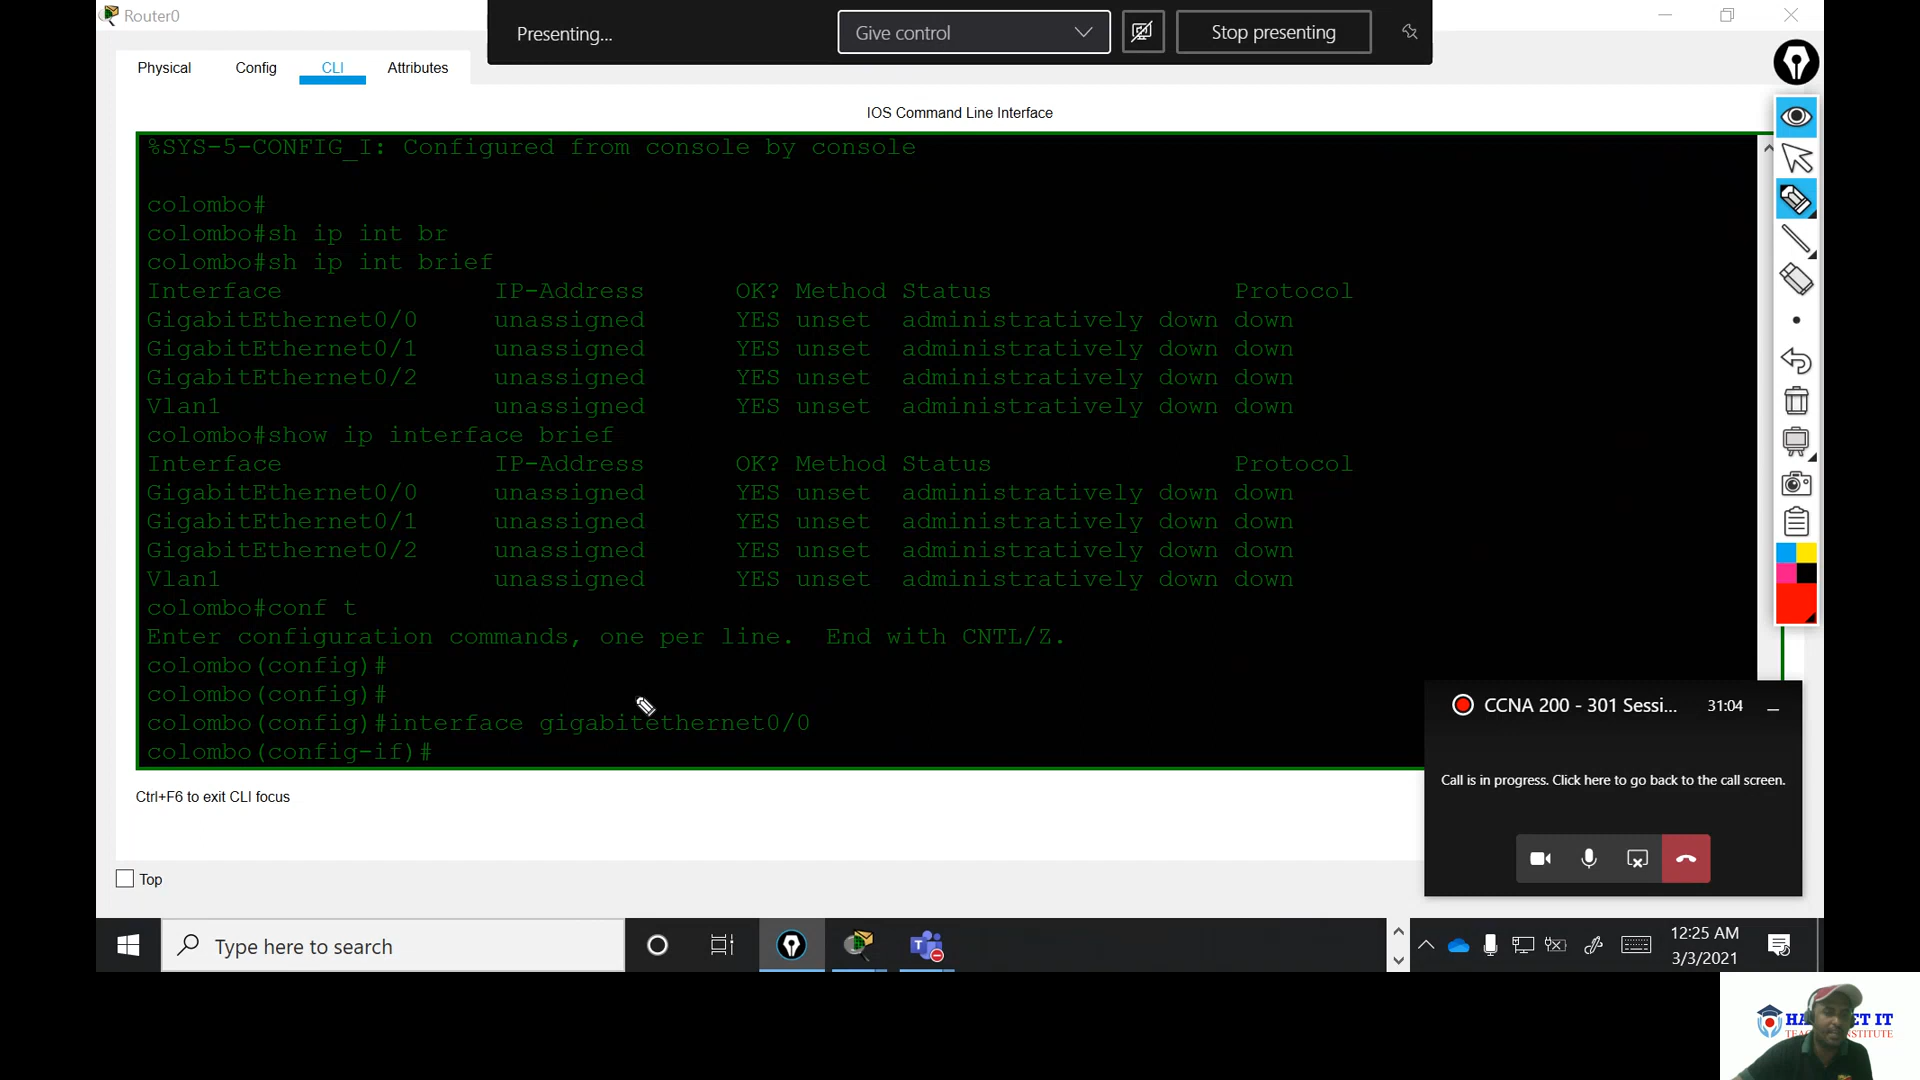 Router0
Presenting...
Give control
Stop presenting
Physical
Config
CLI
Attributes
IOS Command Line Interface
%SYS-5-CONFIG_I: Configured from console by console
colombo#
colombo#sh ip int br
colombo#sh ip int brief
Interface IP-Address OK? Method Status Protocol
GigabitEthernet0/0 unassigned YES unset administratively down down
GigabitEthernet0/1 unassigned YES unset administratively down down
GigabitEthernet0/2 unassigned YES unset administratively down down
Vlan1 unassigned YES unset administratively down down
colombo#show ip interface brief
Interface IP-Address OK? Method Status Protocol
GigabitEthernet0/0 unassigned YES unset administratively down down
GigabitEthernet0/1 unassigned YES unset administratively down down
GigabitEthernet0/2 unassigned YES unset administratively down down
Vlan1 unassigned YES unset administratively down down
colombo#conf t
Enter configuration commands, one per line. End with CNTL/Z.
colombo(config)#
colombo(config)#
colombo(config)#interface gigabitethernet0/0
colombo(config-if)#
Ctrl+F6 to exit CLI focus
Top
CCNA 200 - 301 Sessi... 31:04
Call is in progress. Click here to go back to the call screen.
Type here to search
12:25 AM
3/3/2021